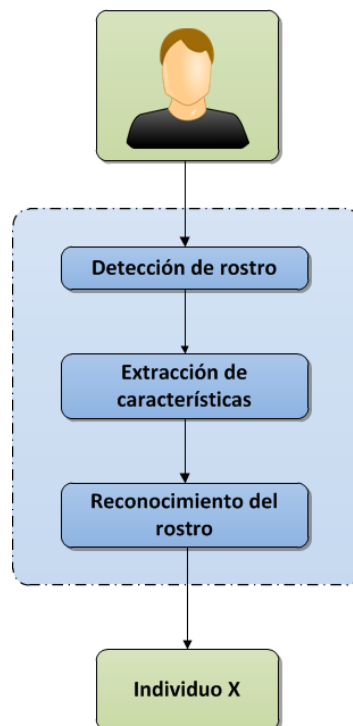 Detección de rostro
Extracción de
características
Reconocimiento del
rostro
Individuo X